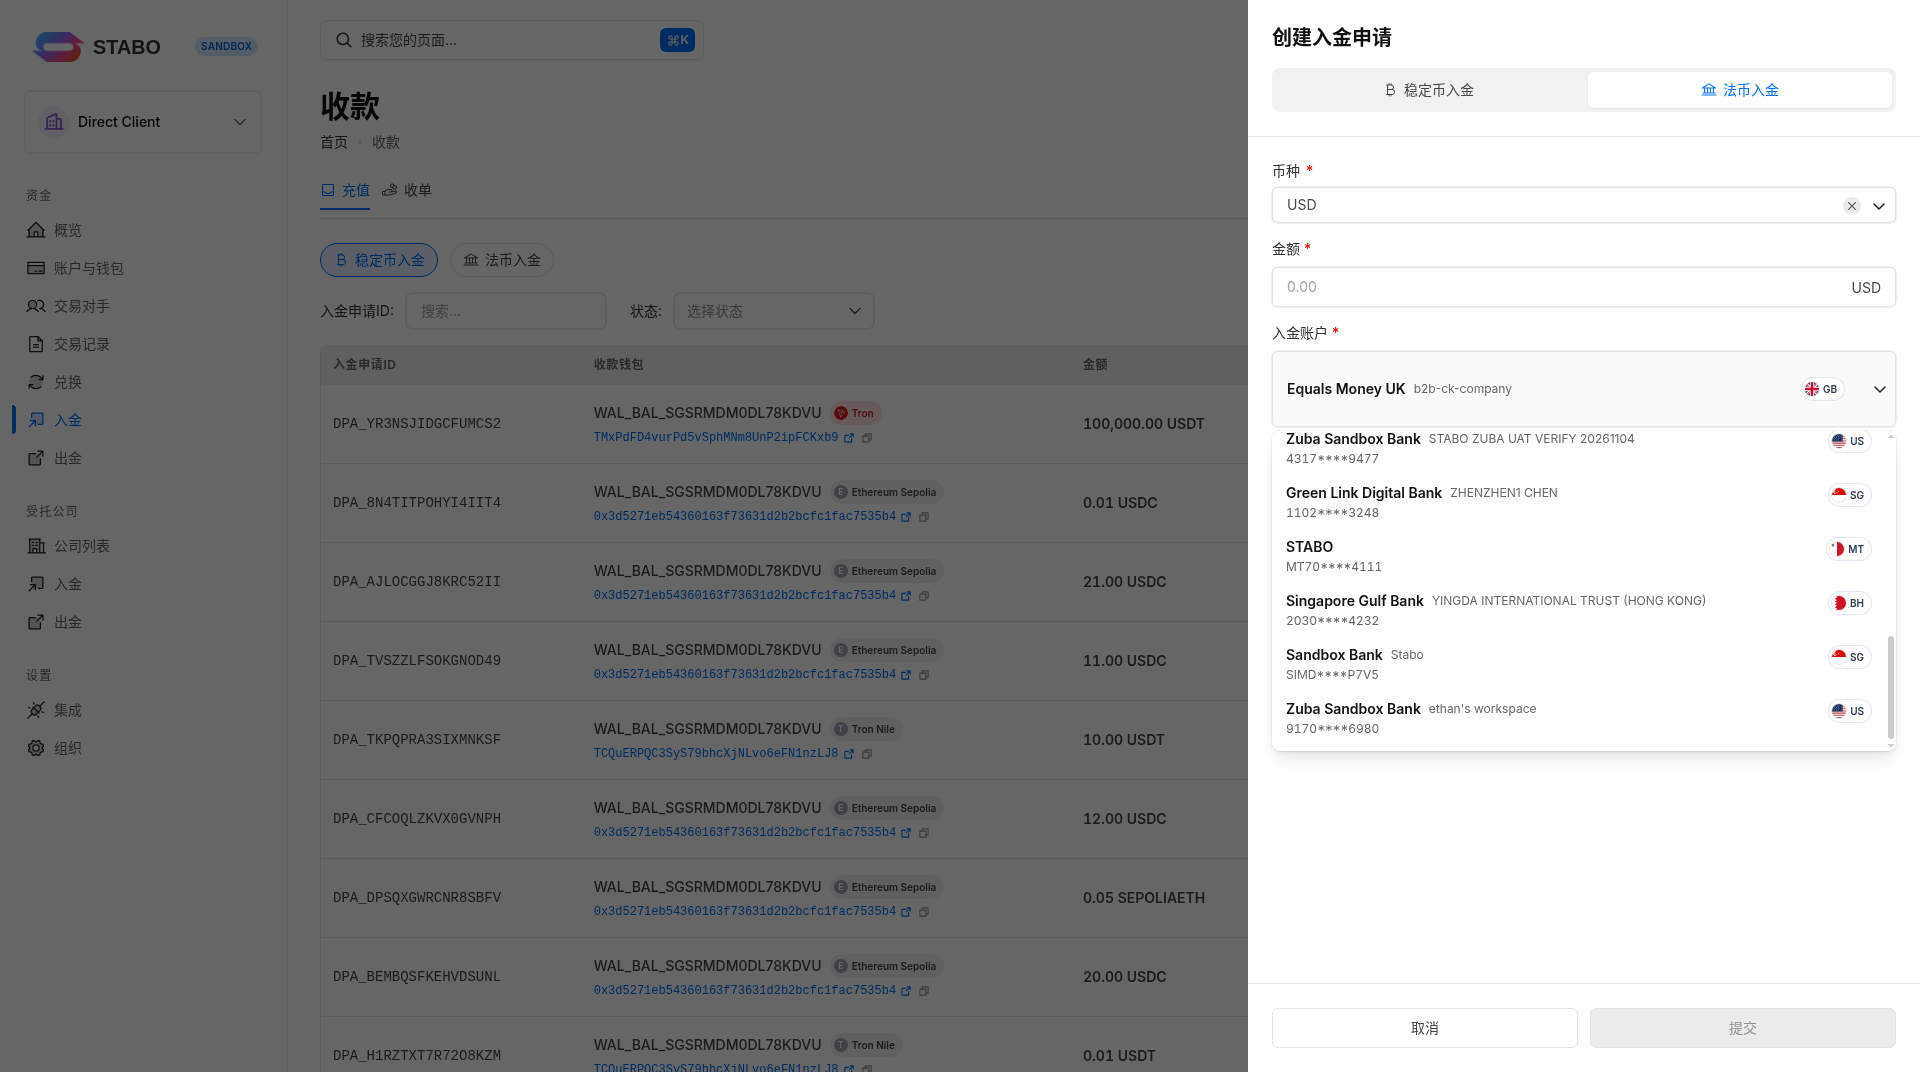 STABO
SANDBOX
Direct Client
资金
概览
账户与钱包
交易对手
交易记录
兑换
入金
出金
受托公司
公司列表
入金
出金
设置
集成
组织
搜索您的页面...
⌘K
收款
首页 • 收款
充值 收单
稳定币入金 法币入金
入金申请ID: 搜索... 状态: 选择状态
入金申请ID 收款钱包 金额
DPA_YR3NSJIDGCFUMCS2 WAL_BAL_SGSRMDM0DL78KDVU Tron 100,000.00 USDT
TMxPdFD4vurPd5vSphMNm8UnP2ipFCKxb9
DPA_8N4TITPOHYI4IIT4 WAL_BAL_SGSRMDM0DL78KDVU E Ethereum Sepolia 0.01 USDC
0x3d5271eb54360163f73631d2b2bcfc1fac7535b4
DPA_AJLOCGGJ8KRC52II WAL_BAL_SGSRMDM0DL78KDVU E Ethereum Sepolia 21.00 USDC
0x3d5271eb54360163f73631d2b2bcfc1fac7535b4
DPA_TVSZZLFSOKGNOD49 WAL_BAL_SGSRMDM0DL78KDVU E Ethereum Sepolia 11.00 USDC
0x3d5271eb54360163f73631d2b2bcfc1fac7535b4
DPA_TKPQPRA3SIXMNKSF WAL_BAL_SGSRMDM0DL78KDVU T Tron Nile 10.00 USDT
TCQuERPQC3SyS79bhcXjNLvo6eFN1nzLJ8
DPA_CFCOQLZKVX0GVNPH WAL_BAL_SGSRMDM0DL78KDVU E Ethereum Sepolia 12.00 USDC
0x3d5271eb54360163f73631d2b2bcfc1fac7535b4
DPA_DPSQXGWRCNR8SBFV WAL_BAL_SGSRMDM0DL78KDVU E Ethereum Sepolia 0.05 SEPOLIAETH
0x3d5271eb54360163f73631d2b2bcfc1fac7535b4
DPA_BEMBQSFKEHVDSUNL WAL_BAL_SGSRMDM0DL78KDVU E Ethereum Sepolia 20.00 USDC
0x3d5271eb54360163f73631d2b2bcfc1fac7535b4
DPA_H1RZTXT7R72O8KZM WAL_BAL_SGSRMDM0DL78KDVU T Tron Nile 0.01 USDT
TCQuERPQC3SyS79bhcXjNLvo6eFN1nzLJ8
创建入金申请
稳定币入金 法币入金
币种 *
USD
金额 *
0.00 USD
入金账户 *
Equals Money UK b2b-ck-company GB
Zuba Sandbox Bank STABO ZUBA UAT VERIFY 20261104 US
4317****9477
Green Link Digital Bank ZHENZHEN1 CHEN SG
1102****3248
STABO MT
MT70****4111
Singapore Gulf Bank YINGDA INTERNATIONAL TRUST (HONG KONG) BH
2030****4232
Sandbox Bank Stabo SG
SIMD****P7V5
Zuba Sandbox Bank ethan's workspace US
9170****6980
取消 提交